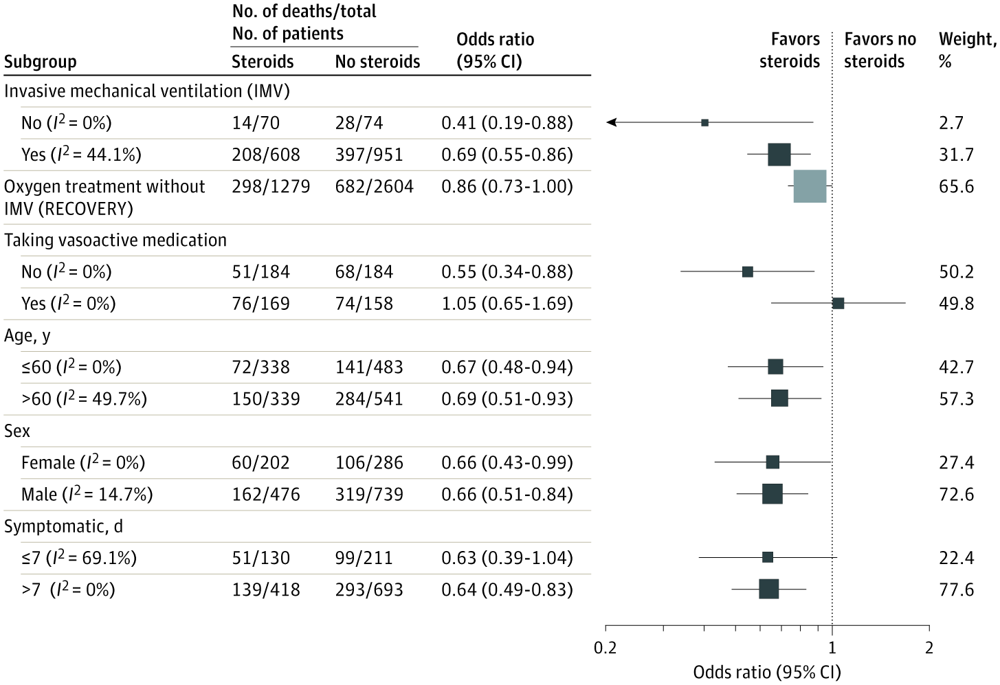 No. of deaths/total
No. of patients
Odds ratio
(95% CI)
Favors
steroids
Favors no
steroids
Weight,
%
Subgroup
Steroids
No steroids
Invasive mechanical ventilation (IMV)
No (I² = 0%) 14/70 28/74 0.41 (0.19-0.88) 2.7
Yes (I² = 44.1%) 208/608 397/951 0.69 (0.55-0.86) 31.7
Oxygen treatment without 298/1279 682/2604 0.86 (0.73-1.00) 65.6
IMV (RECOVERY)
Taking vasoactive medication
No (I² = 0%) 51/184 68/184 0.55 (0.34-0.88) 50.2
Yes (I² = 0%) 76/169 74/158 1.05 (0.65-1.69) 49.8
Age, y
≤60 (I² = 0%) 72/338 141/483 0.67 (0.48-0.94) 42.7
>60 (I² = 49.7%) 150/339 284/541 0.69 (0.51-0.93) 57.3
Sex
Female (I² = 0%) 60/202 106/286 0.66 (0.43-0.99) 27.4
Male (I² = 14.7%) 162/476 319/739 0.66 (0.51-0.84) 72.6
Symptomatic, d
≤7 (I² = 69.1%) 51/130 99/211 0.63 (0.39-1.04) 22.4
>7 (I² = 0%) 139/418 293/693 0.64 (0.49-0.83) 77.6
0.2 1 2
Odds ratio (95% CI)